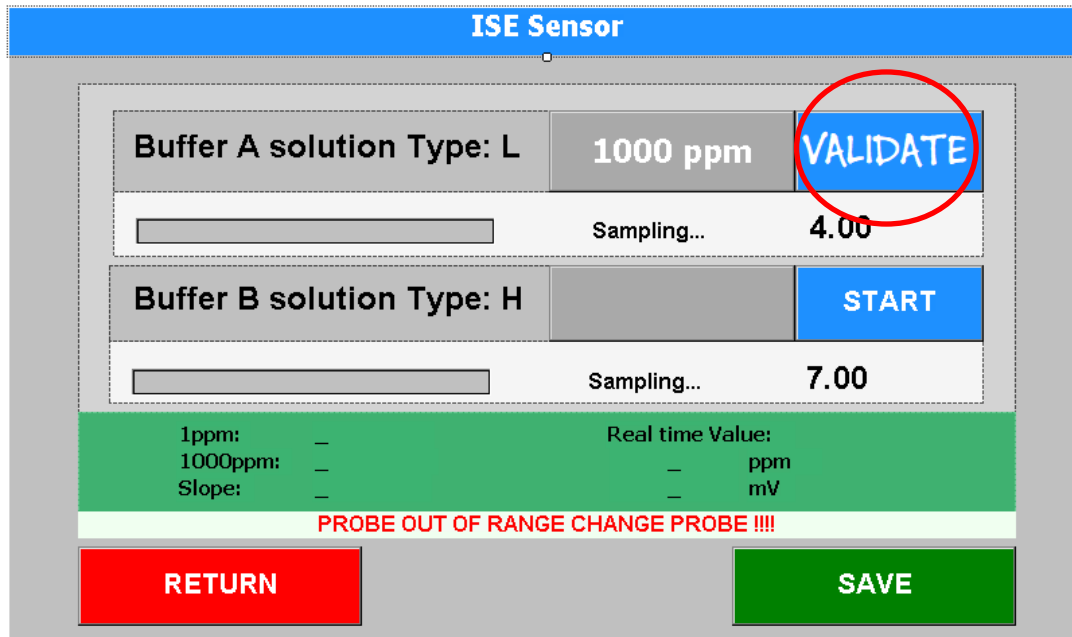 ISE Sensor
Buffer A solution Type: L 1000 ppm VALIDATE
Sampling... 4.00
Buffer B solution Type: H START
Sampling... 7.00
1ppm: _ Real time Value:
1000ppm: _ _ ppm
Slope: _ _ mV
PROBE OUT OF RANGE CHANGE PROBE !!!!
RETURN SAVE